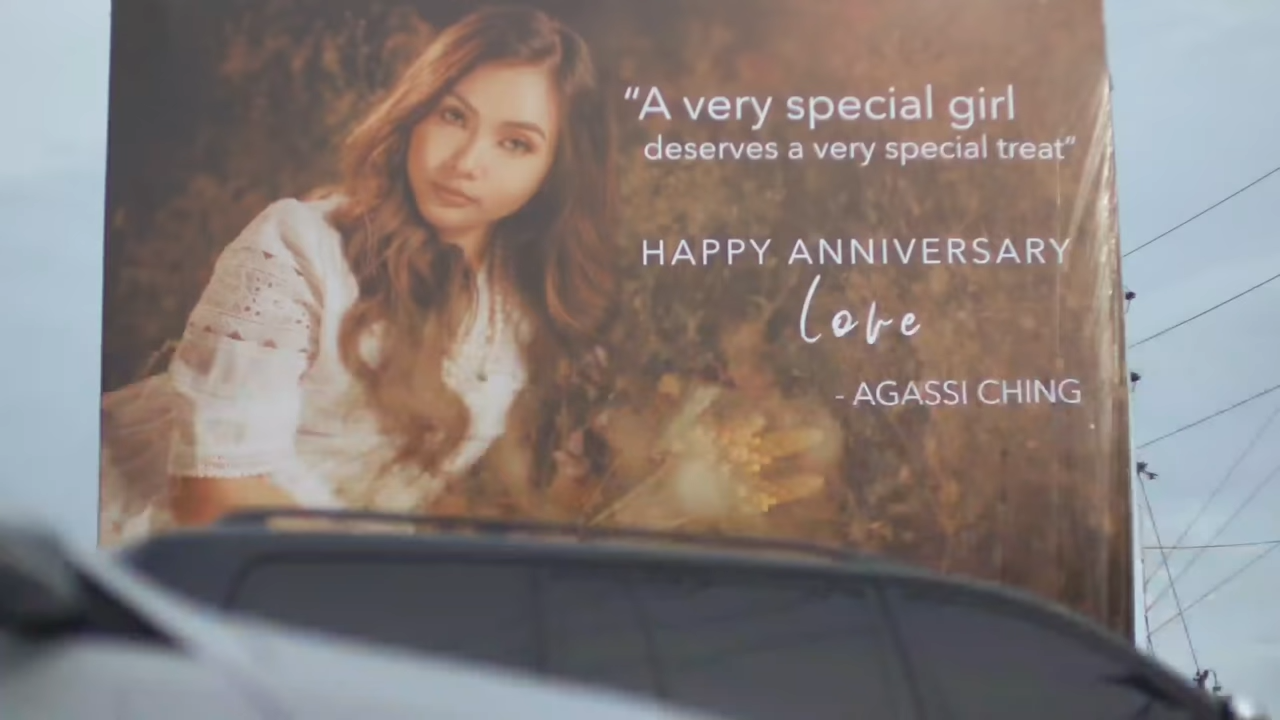 “A very special girl
deserves a very special treat”
HAPPY ANNIVERSARY
love
- AGASSI CHING